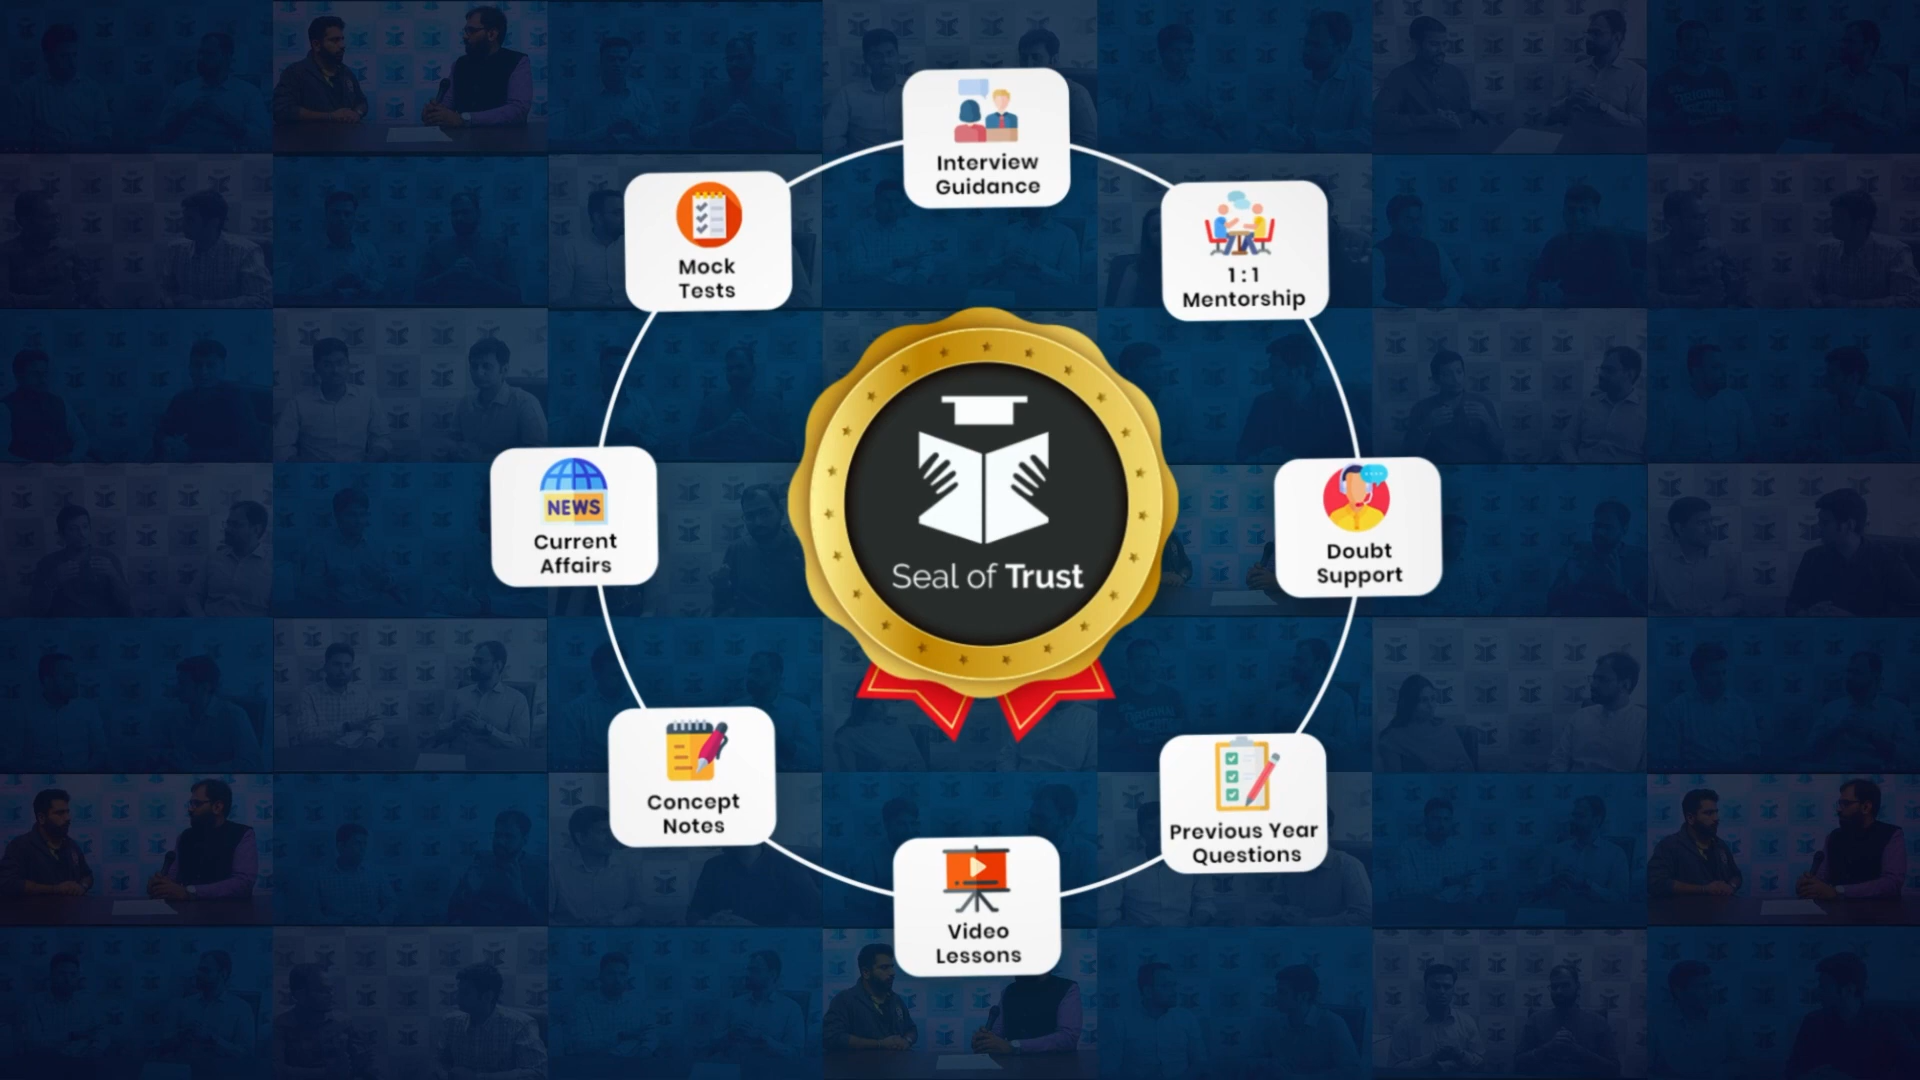 Interview
Guidance
Mock
Tests
1 : 1
Mentorship
NEWS
Current
Affairs
Seal of Trust
Doubt
Support
Concept
Notes
Previous Year
Questions
Video
Lessons